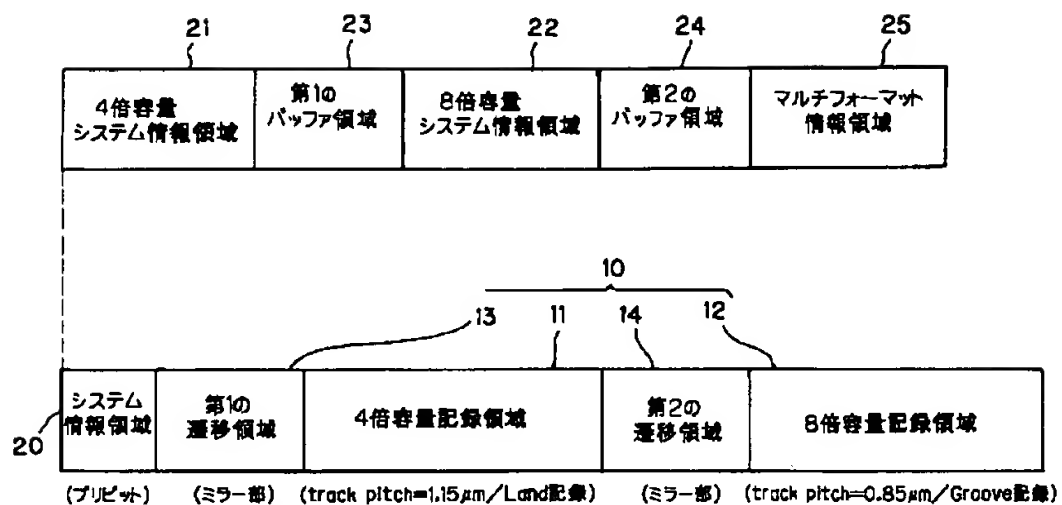 21 23 22 24 25
4倍容量
システム情報領域
第1の
バッファ領域
8倍容量
システム情報領域
第2の
バッファ領域
マルチフォーマット
情報領域
10
13 11 14 12
システム
情報領域
第1の
遷移領域
4倍容量記録領域
第2の
遷移領域
8倍容量記録領域
20
(プリピット) (ミラー部) (track pitch=1.15μm/Land記録) (ミラー部) (track pitch=0.85μm/Groove記録)